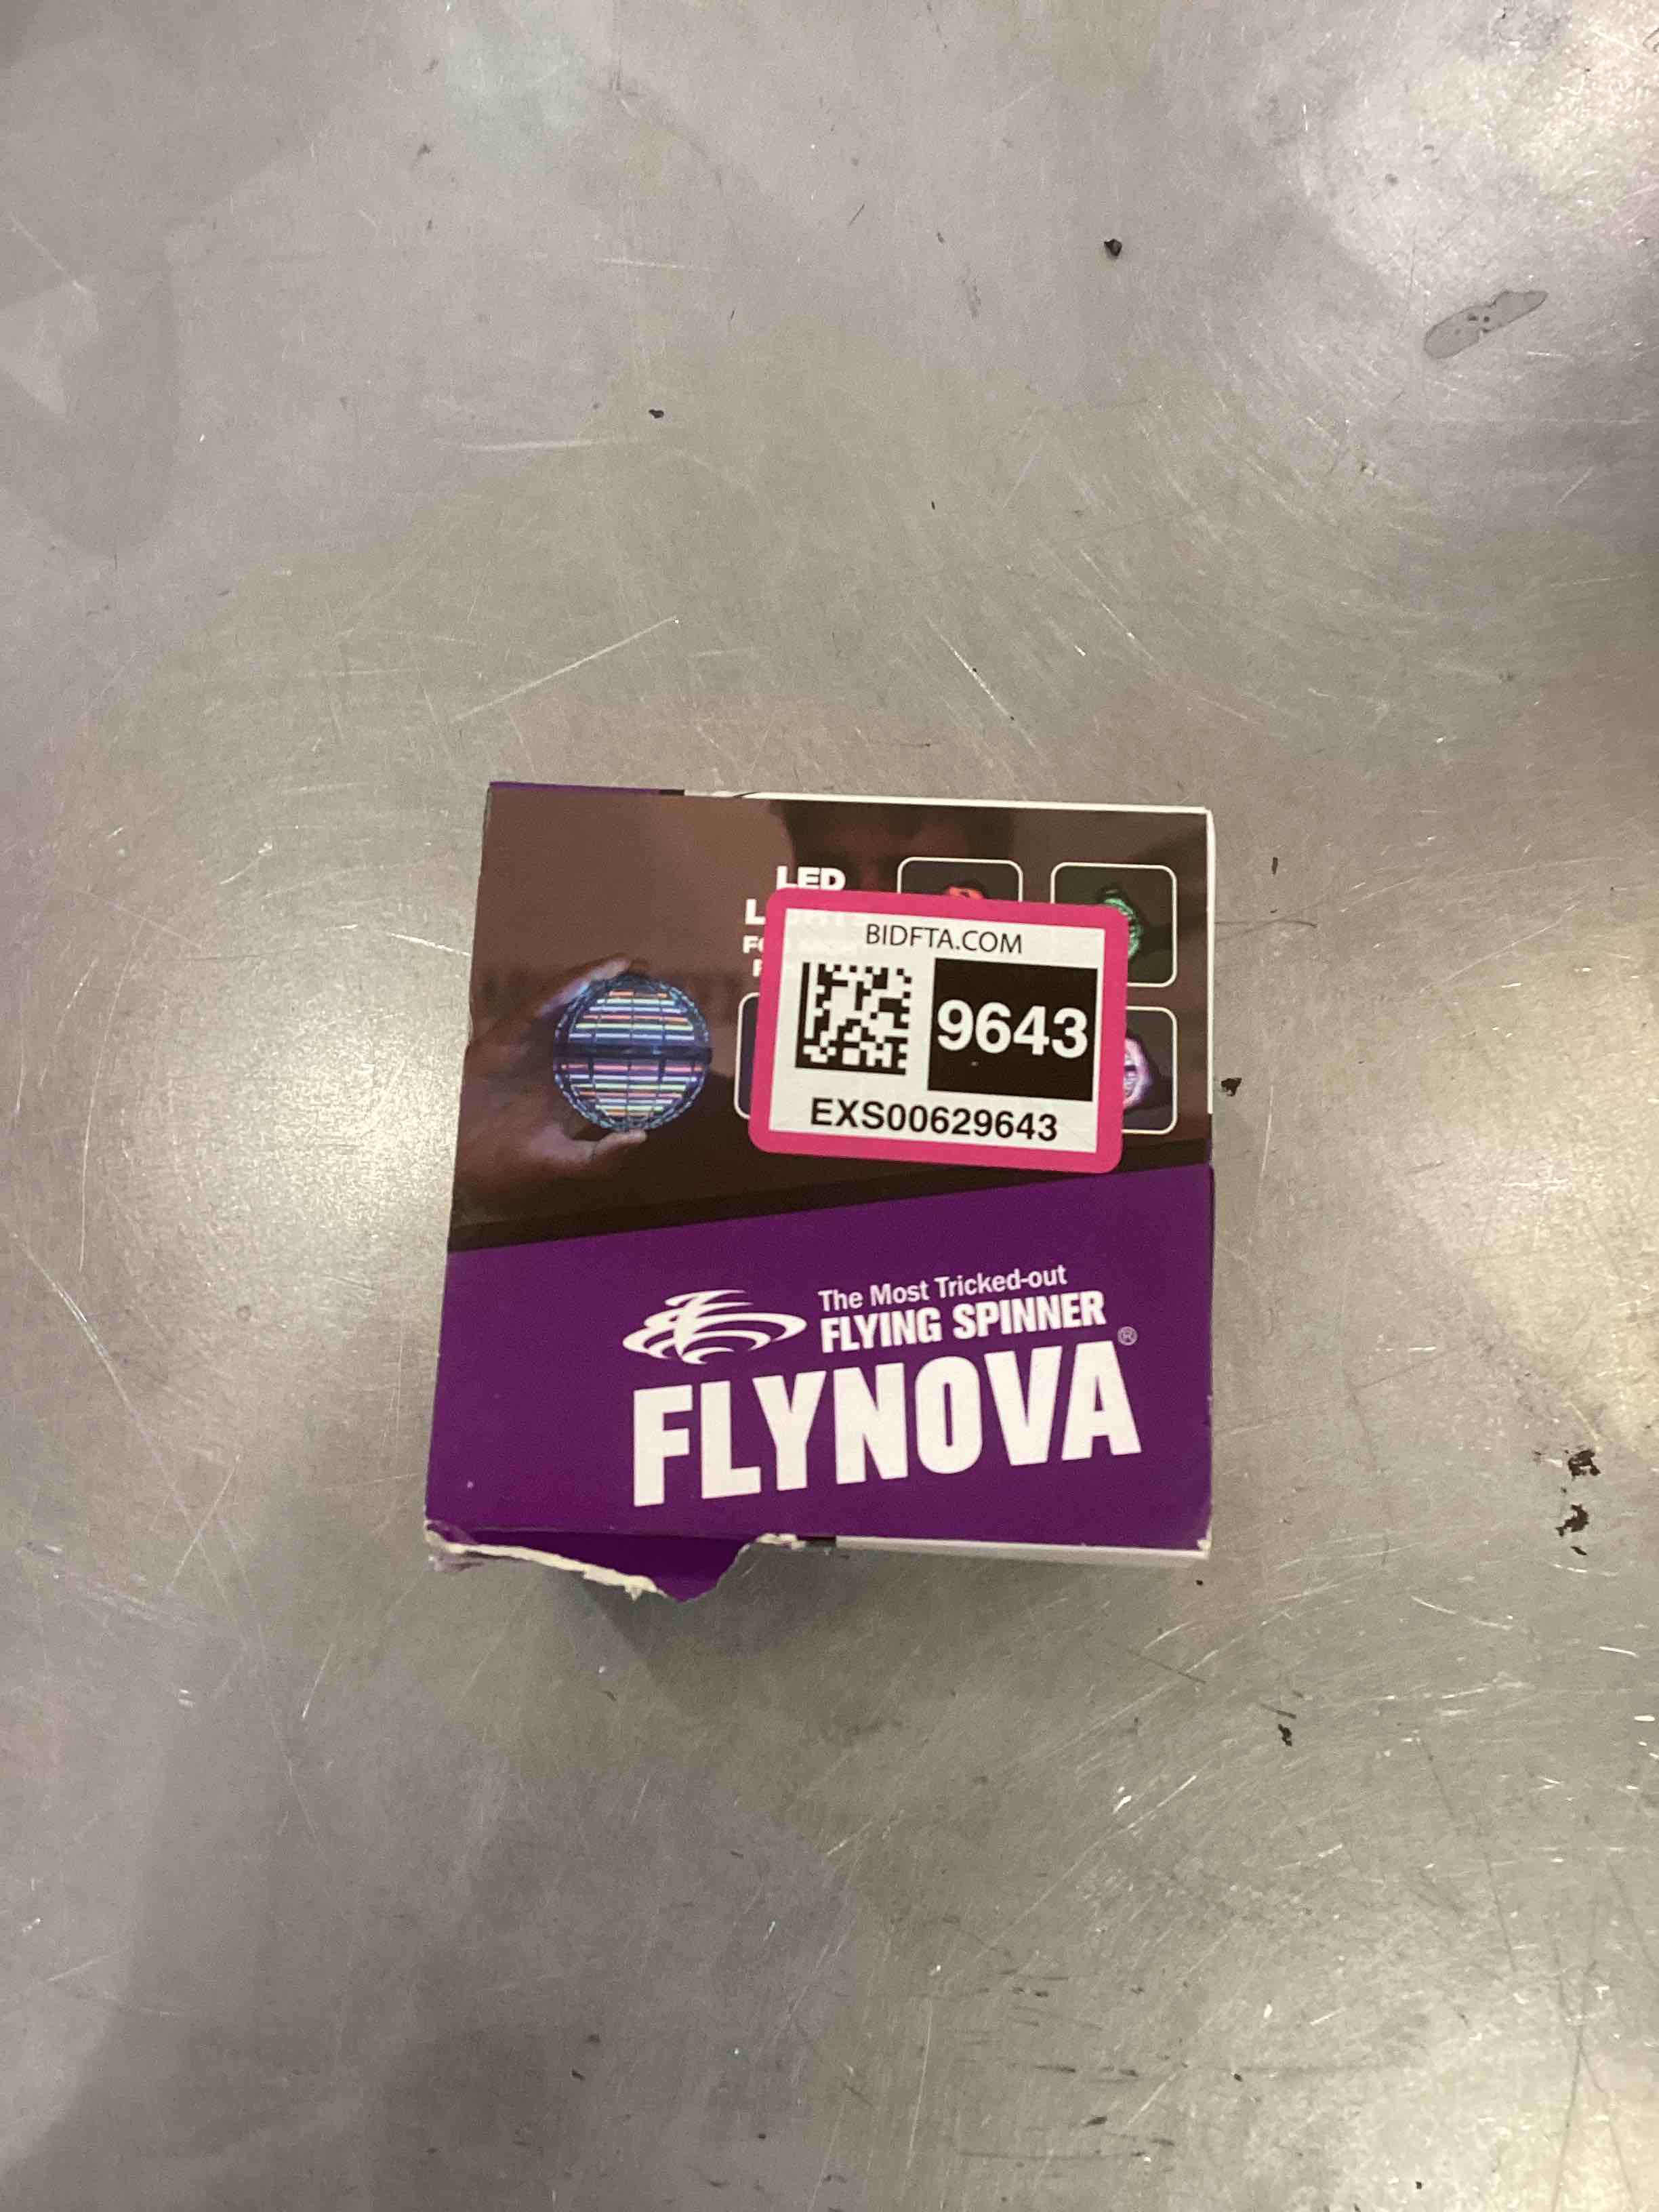 LED
BIDFTA.COM
9643
EXS00629643
The Most Tricked-out
FLYING SPINNER
FLYNOVA®